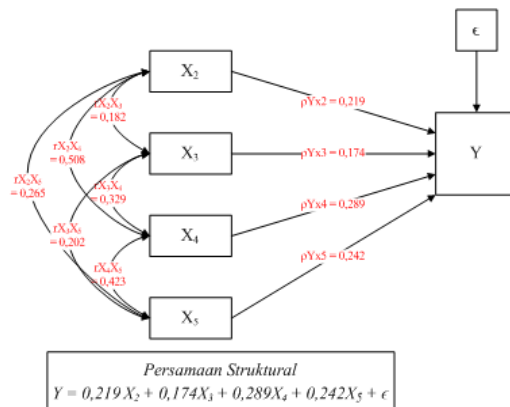 ϵ
X₂
rX₂X₃
=0,182
ρYx2 = 0,219
rX₂X₄
=0,508
Y
X₃
ρYx3 = 0,174
rX₂X₅
=0,265
rX₃X₄
=0,329
ρYx4 = 0,289
rX₃X₅
= 0,202
X₄
rX₄X₅
=0,423
ρYx5 = 0,242
X₅
Persamaan Struktural
Y = 0,219 X₂ + 0,174X₃ + 0,289X₄ + 0,242X₅ + ϵ